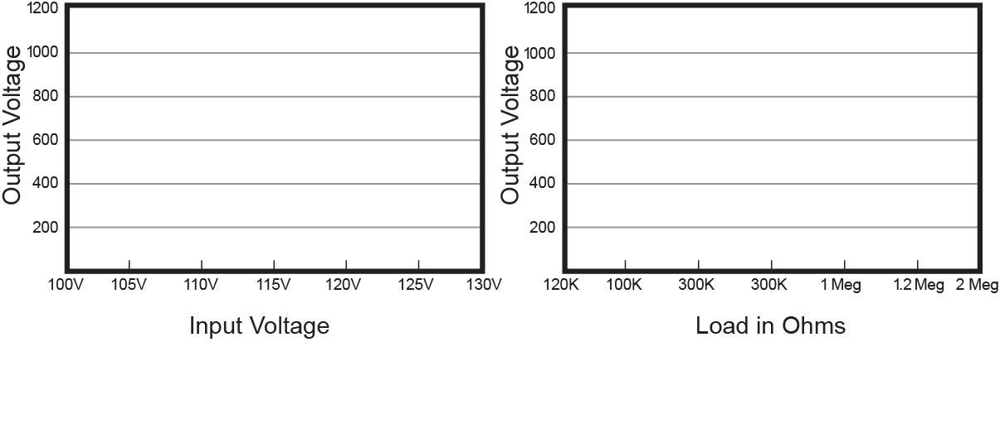 Output Voltage
1200
1000
800
600
400
200
100V 105V 110V 115V 120V 125V 130V
Input Voltage
Output Voltage
1200
1000
800
600
400
200
120K 100K 300K 300K 1 Meg 1.2 Meg 2 Meg
Load in Ohms